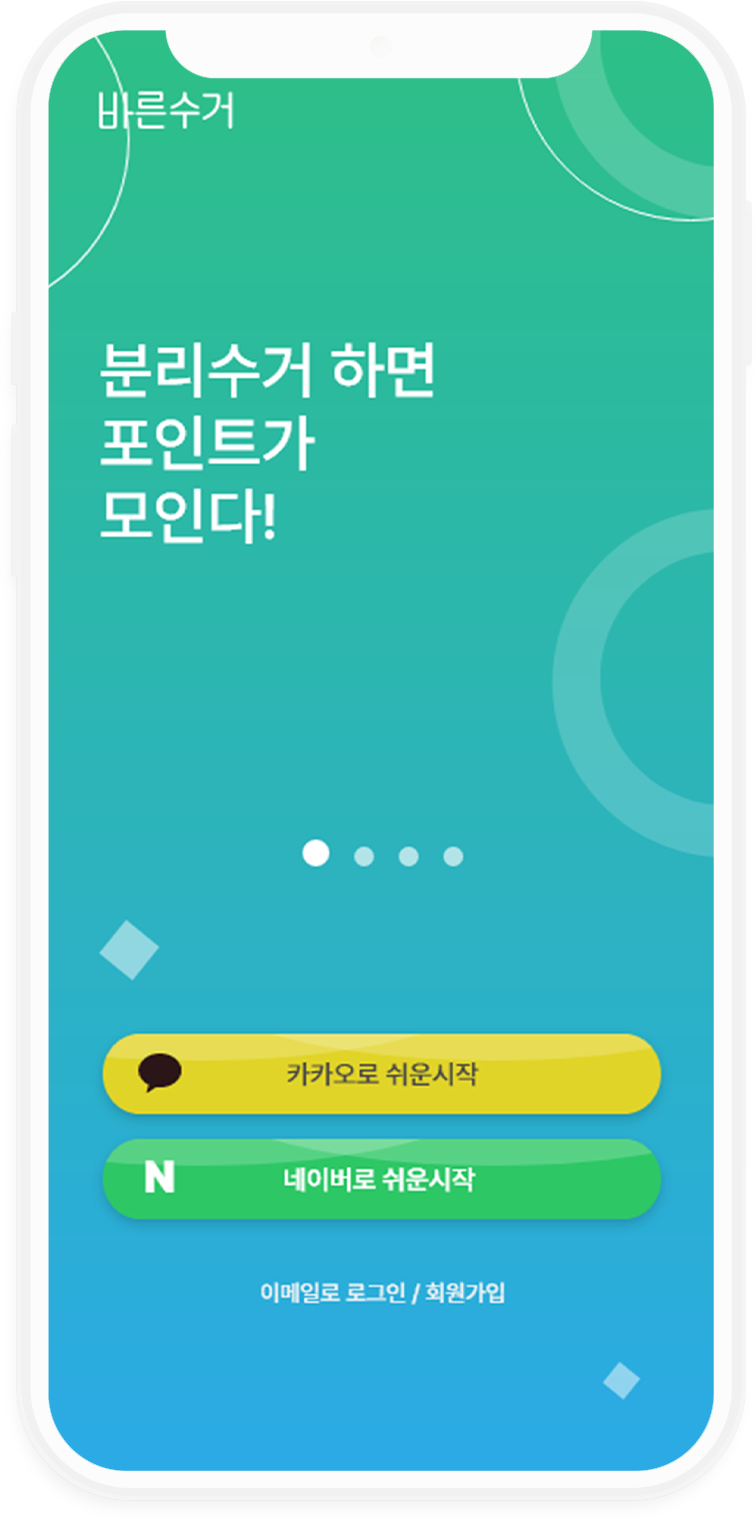 바른수거
분리수거 하면
포인트가
모인다!
카카오로 쉬운시작
N
네이버로 쉬운시작
이메일로 로그인 / 회원가입